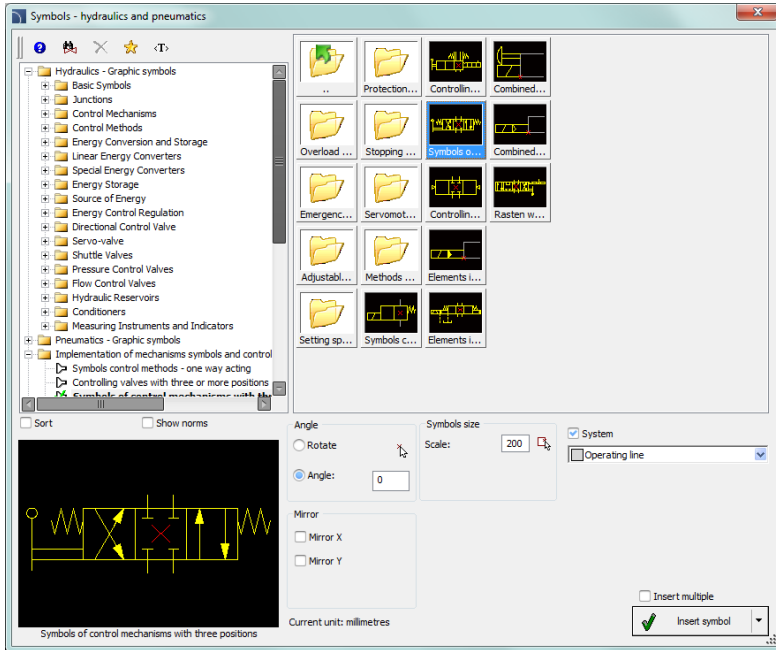 Symbols - hydraulics and pneumatics
<T>
Hydraulics - Graphic symbols
Basic Symbols
Junctions
Control Mechanisms
Control Methods
Energy Conversion and Storage
Linear Energy Converters
Special Energy Converters
Energy Storage
Source of Energy
Energy Control Regulation
Directional Control Valve
Servo-valve
Shuttle Valves
Pressure Control Valves
Flow Control Valves
Hydraulic Reservoirs
Conditioners
Measuring Instruments and Indicators
Pneumatics - Graphic symbols
Implementation of mechanisms symbols and control
Symbols control methods - one way acting
Controlling valves with three or more positions
Symbols of control mechanisms with thr
.. Protection... Controllin... Combined...
Overload ... Stopping ... Symbols o... Combined...
Emergenc... Servomot... Controllin... Rasten w...
Adjustabl... Methods ... Elements i...
Setting sp... Symbols c... Elements i...
Sort
Show norms
Angle
Rotate
Angle:
0
Symbols size
Scale:
200
System
Operating line
Mirror
Mirror X
Mirror Y
Current unit: millimetres
Insert multiple
Insert symbol
Symbols of control mechanisms with three positions